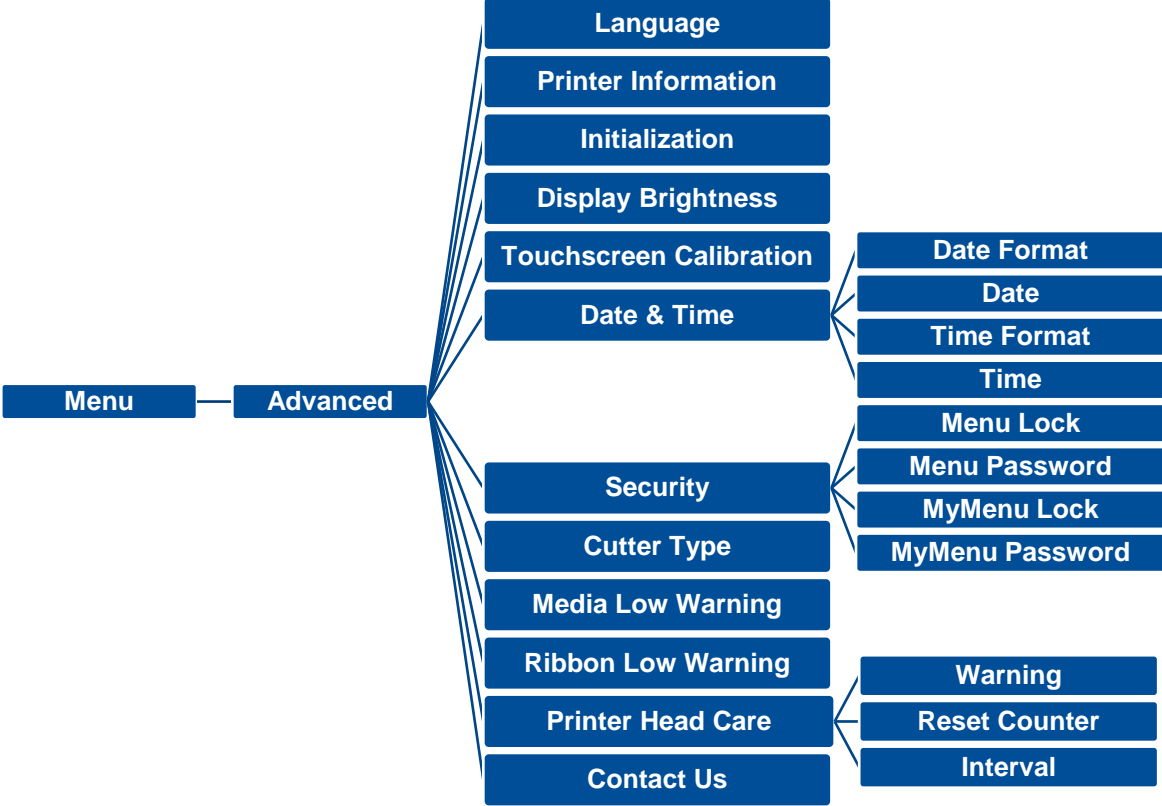 Menu
Advanced
Language
Printer Information
Initialization
Display Brightness
Touchscreen Calibration
Date & Time
Date Format
Date
Time Format
Time
Security
Menu Lock
Menu Password
MyMenu Lock
MyMenu Password
Cutter Type
Media Low Warning
Ribbon Low Warning
Printer Head Care
Warning
Reset Counter
Interval
Contact Us